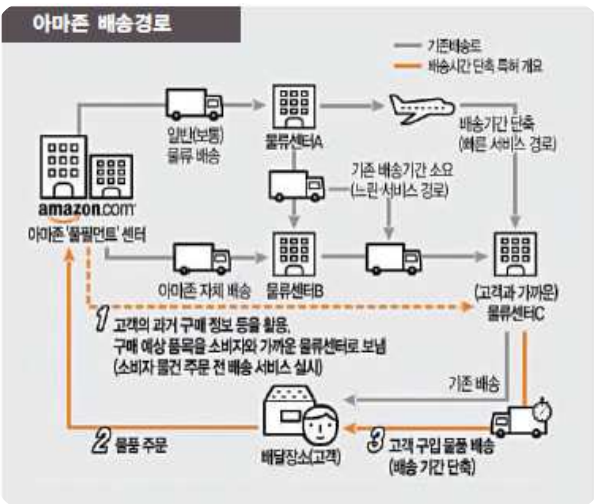 아마존 배송경로
기존배송로
배송시간 단축 특허 개요
일반(보통)
물류 배송
물류센터A
배송기간 단축
(빠른 서비스 경로)
기존 배송기간 소요
(느린 서비스 경로)
amazon.com
아마존 '풀필먼트' 센터
아마존 자체 배송
물류센터B
(고객과 가까운)
물류센터C
1 고객의 과거 구매 정보 등을 활용,
구매 예상 품목을 소비자와 가까운 물류센터로 보냄
(소비자 물건 주문 전 배송 서비스 실시)
기존 배송
2 물품 주문
배달장소(고객)
3 고객 구입 물품 배송
(배송 기간 단축)